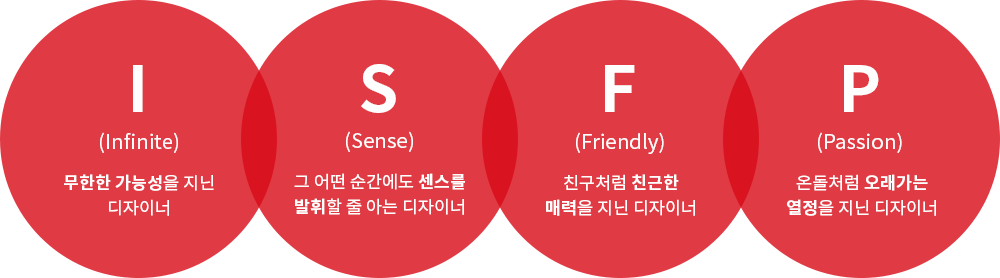 I
(Infinite)
무한한 가능성을 지닌
디자이너
S
(Sense)
그 어떤 순간에도 센스를
발휘할 줄 아는 디자이너
F
(Friendly)
친구처럼 친근한
매력을 지닌 디자이너
P
(Passion)
온돌처럼 오래가는
열정을 지닌 디자이너